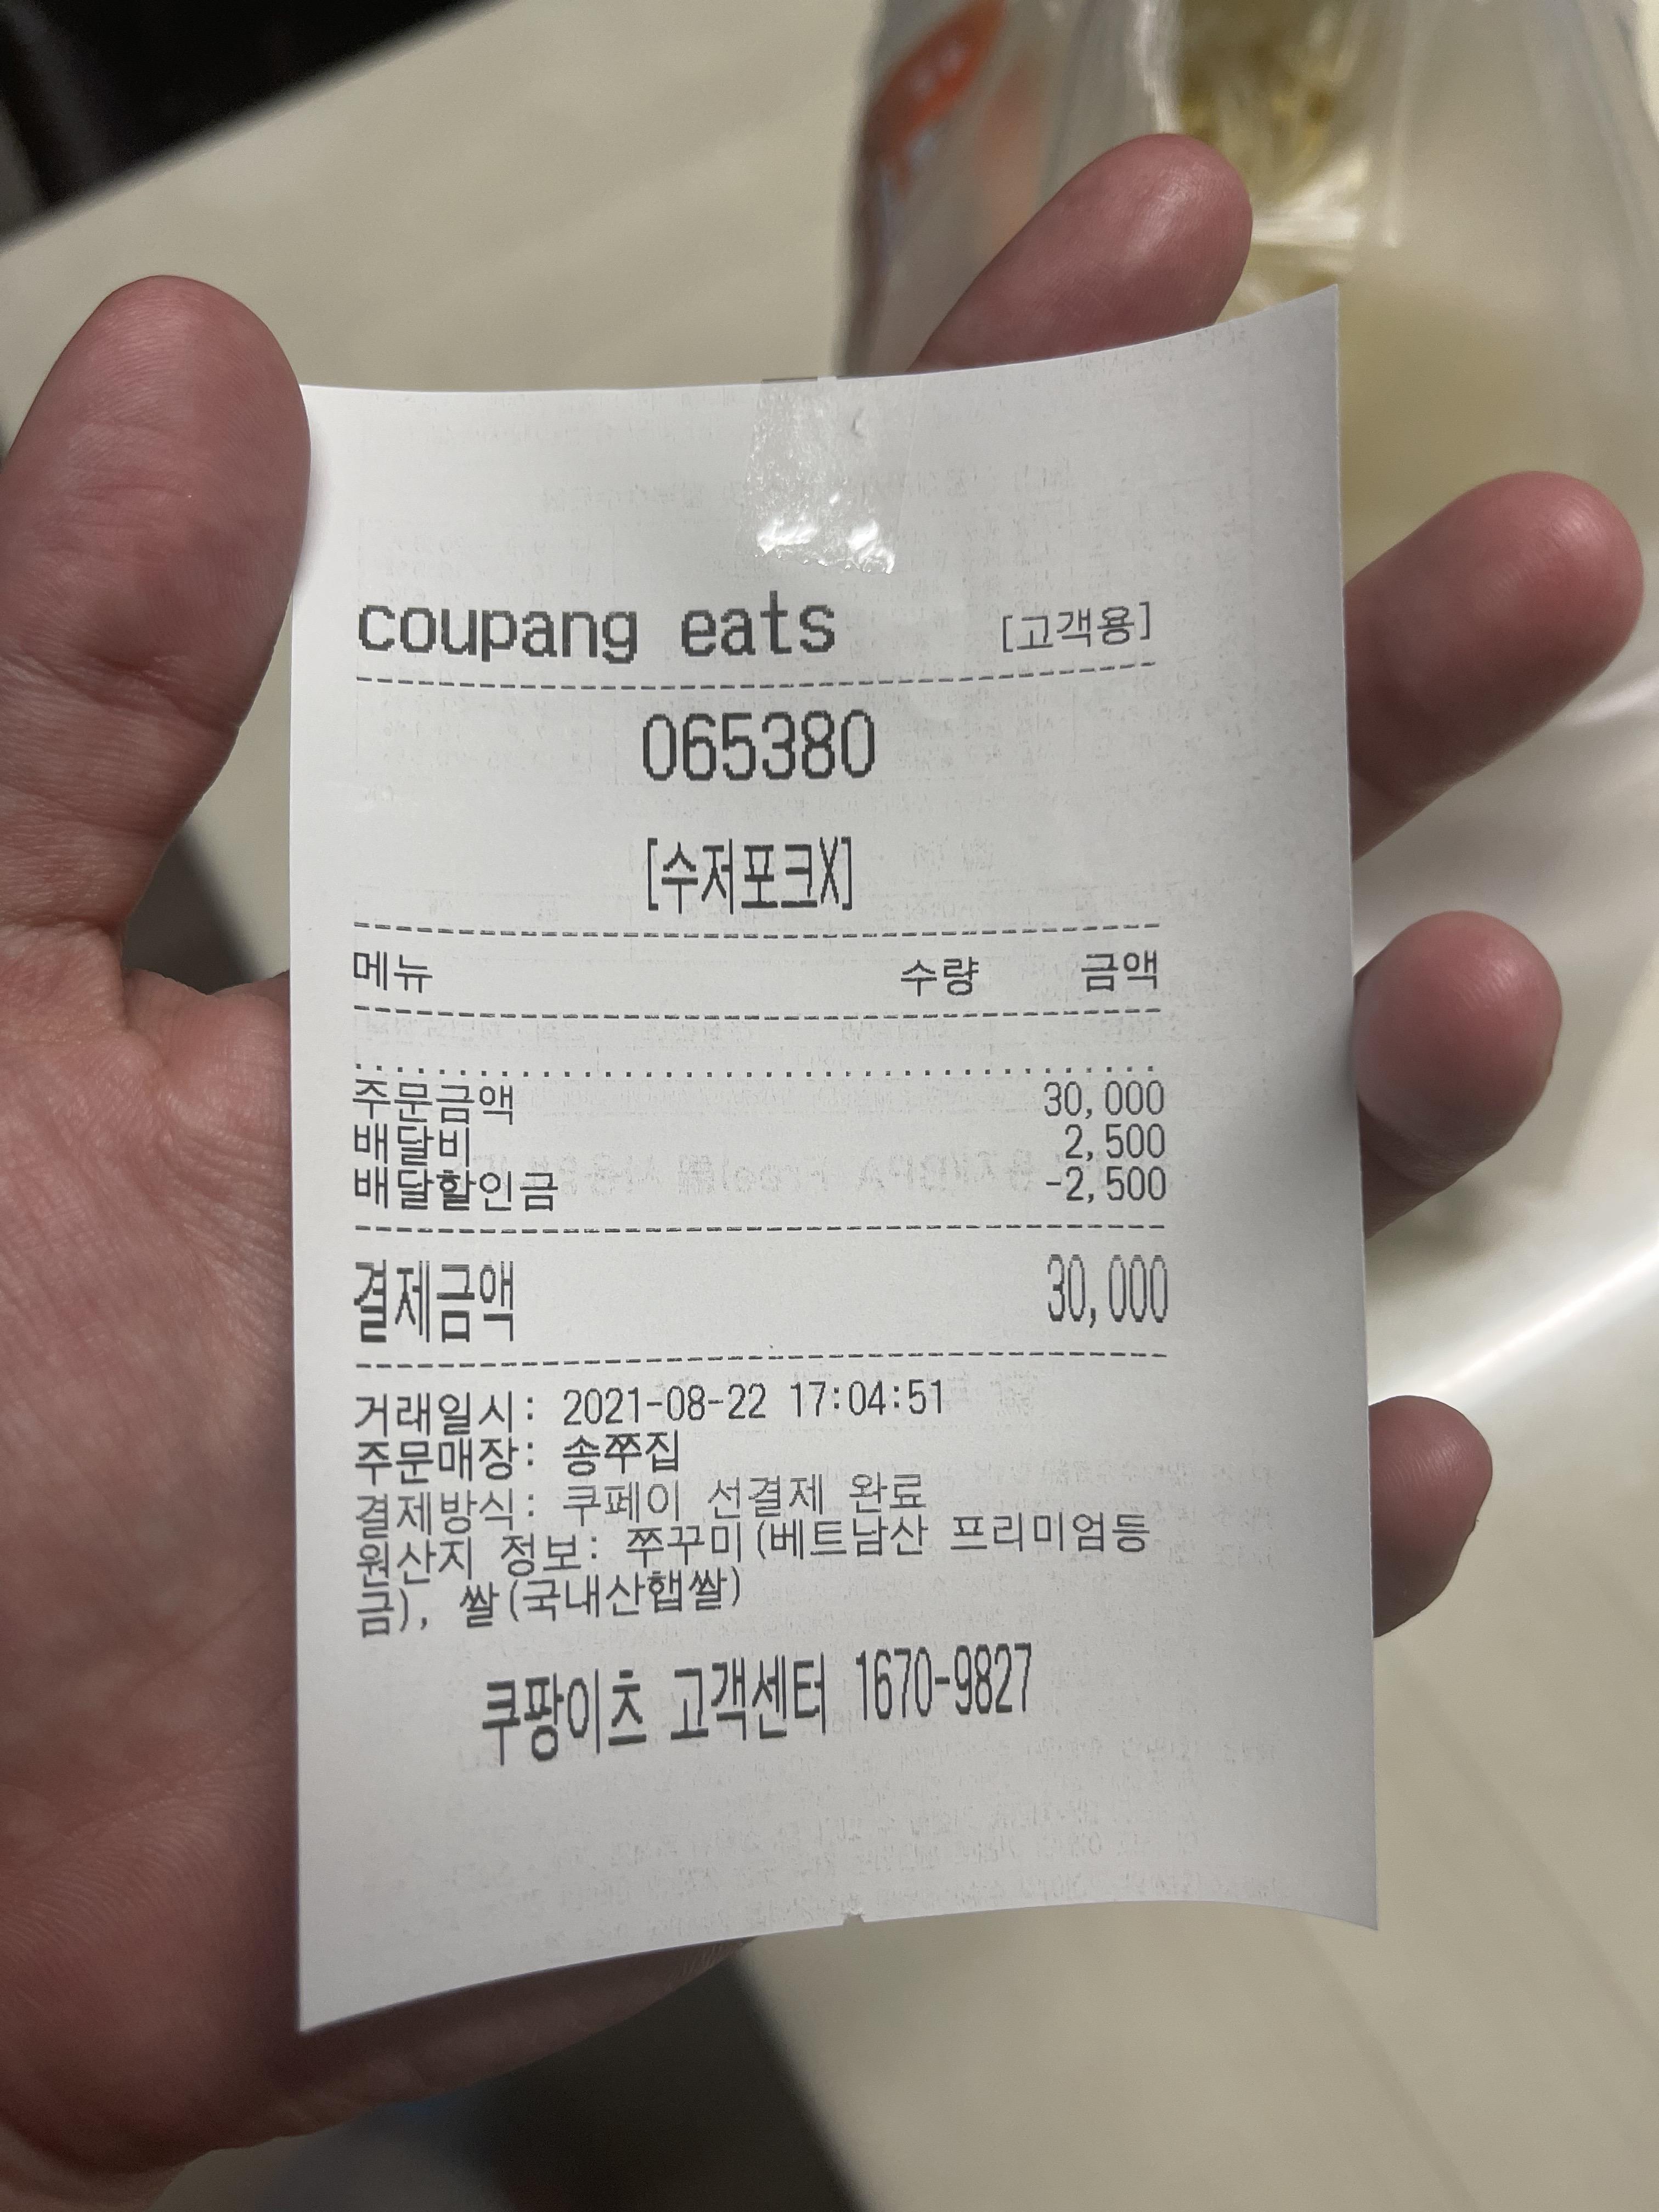 coupang eats [고객용]
065380
[수저포크X]
메뉴 수량 금액
주문금액 30,000
배달비 2,500
배달할인금 -2,500
결제금액 30,000
거래일시: 2021-08-22 17:04:51
주문매장: 송쭈집
결제방식: 쿠페이 선결제 완료
원산지 정보: 쭈꾸미(베트남산 프리미엄등
금), 쌀(국내산햅쌀)
쿠팡이츠 고객센터 1670-9827